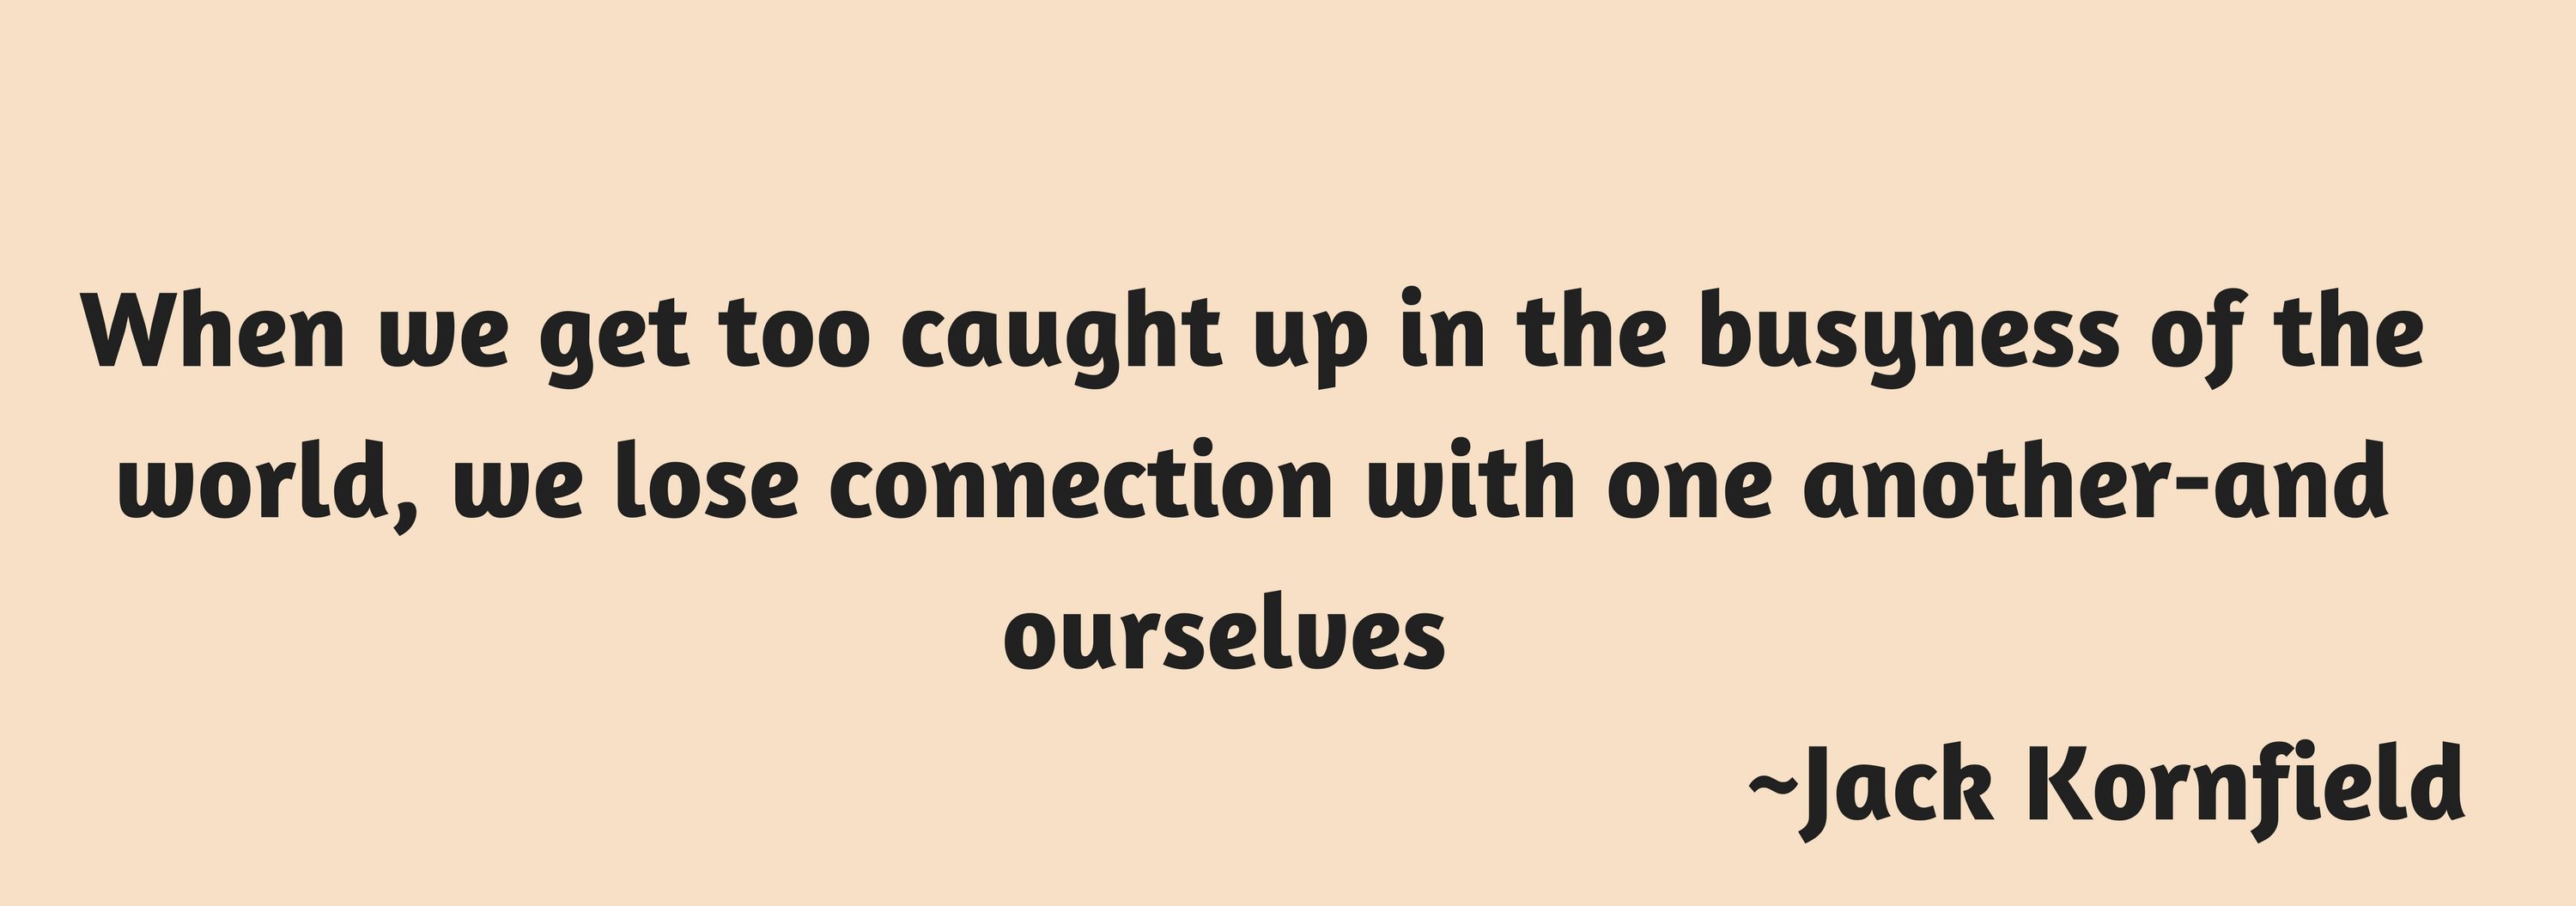 When we get too caught up in the busyness of the
world, we lose connection with one another-and
ourselves
~Jack Kornfield